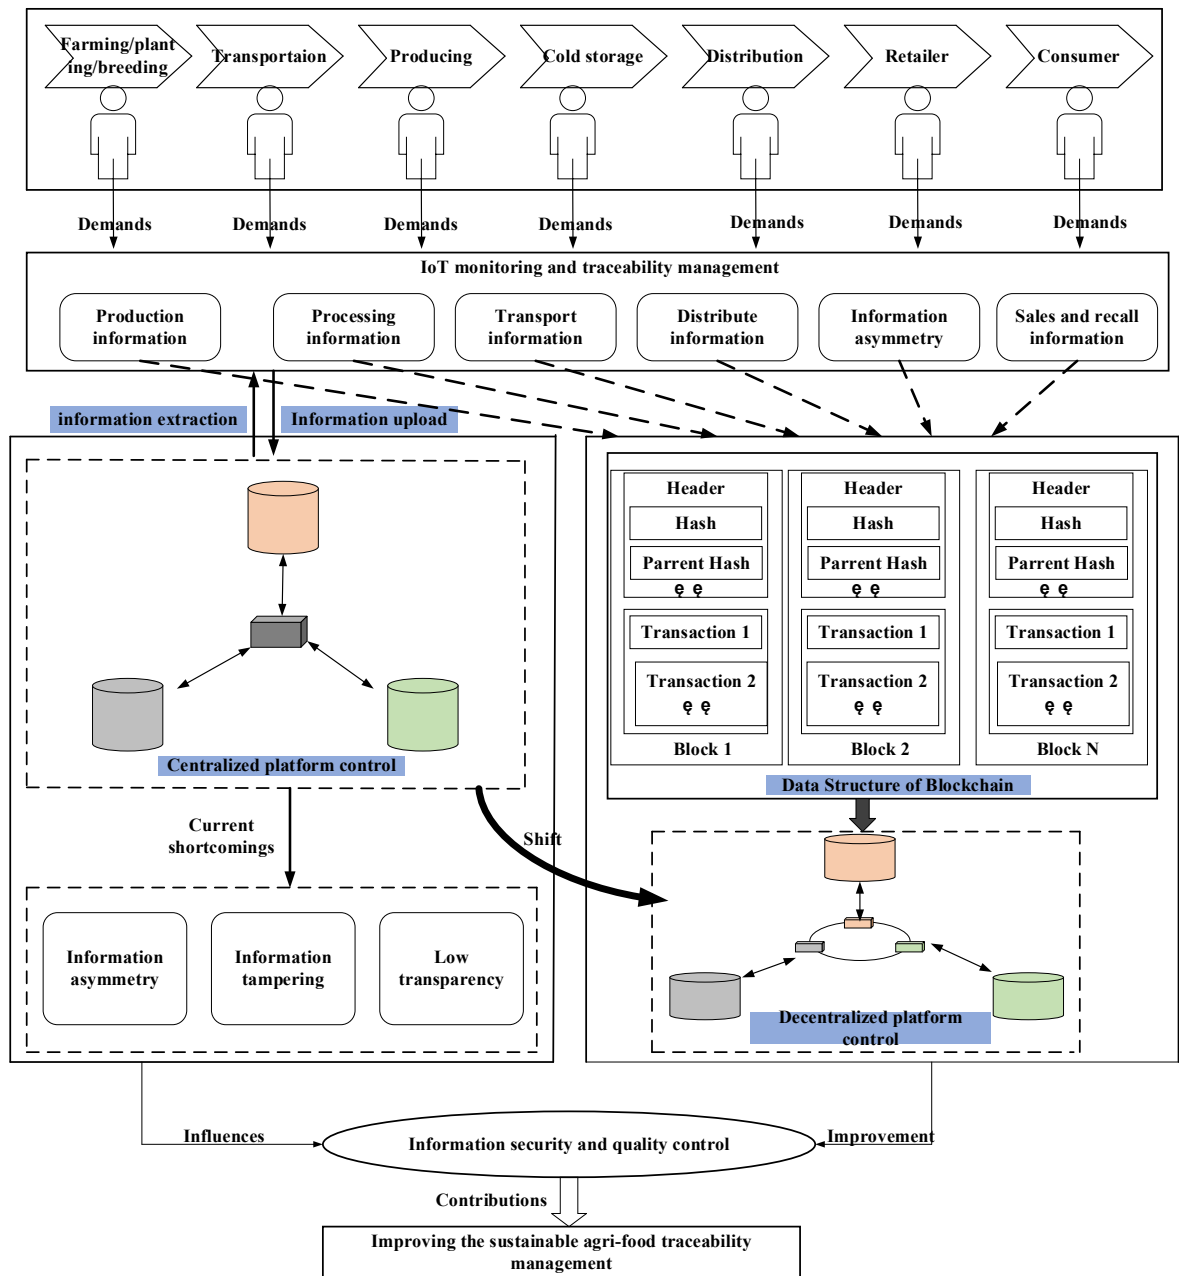 Farming/plant
ing/breeding
Transportaion
Producing
Cold storage
Distribution
Retailer
Consumer
Demands
Demands
Demands
Demands
Demands
Demands
Demands
IoT monitoring and traceability management
Production
information
Processing
information
Transport
information
Distribute
information
Information
asymmetry
Sales and recall
information
information extraction
Information upload
Centralized platform control
Current
shortcomings
Shift
Information
asymmetry
Information
tampering
Low
transparency
Header
Hash
Parrent Hash
ę ę
Transaction 1
Transaction 2
ę ę
Block 1
Header
Hash
Parrent Hash
ę ę
Transaction 1
Transaction 2
ę ę
Block 2
Header
Hash
Parrent Hash
ę ę
Transaction 1
Transaction 2
ę ę
Block N
Data Structure of Blockchain
Decentralized platform
control
Influences
Information security and quality control
Improvement
Contributions
Improving the sustainable agri-food traceability
management